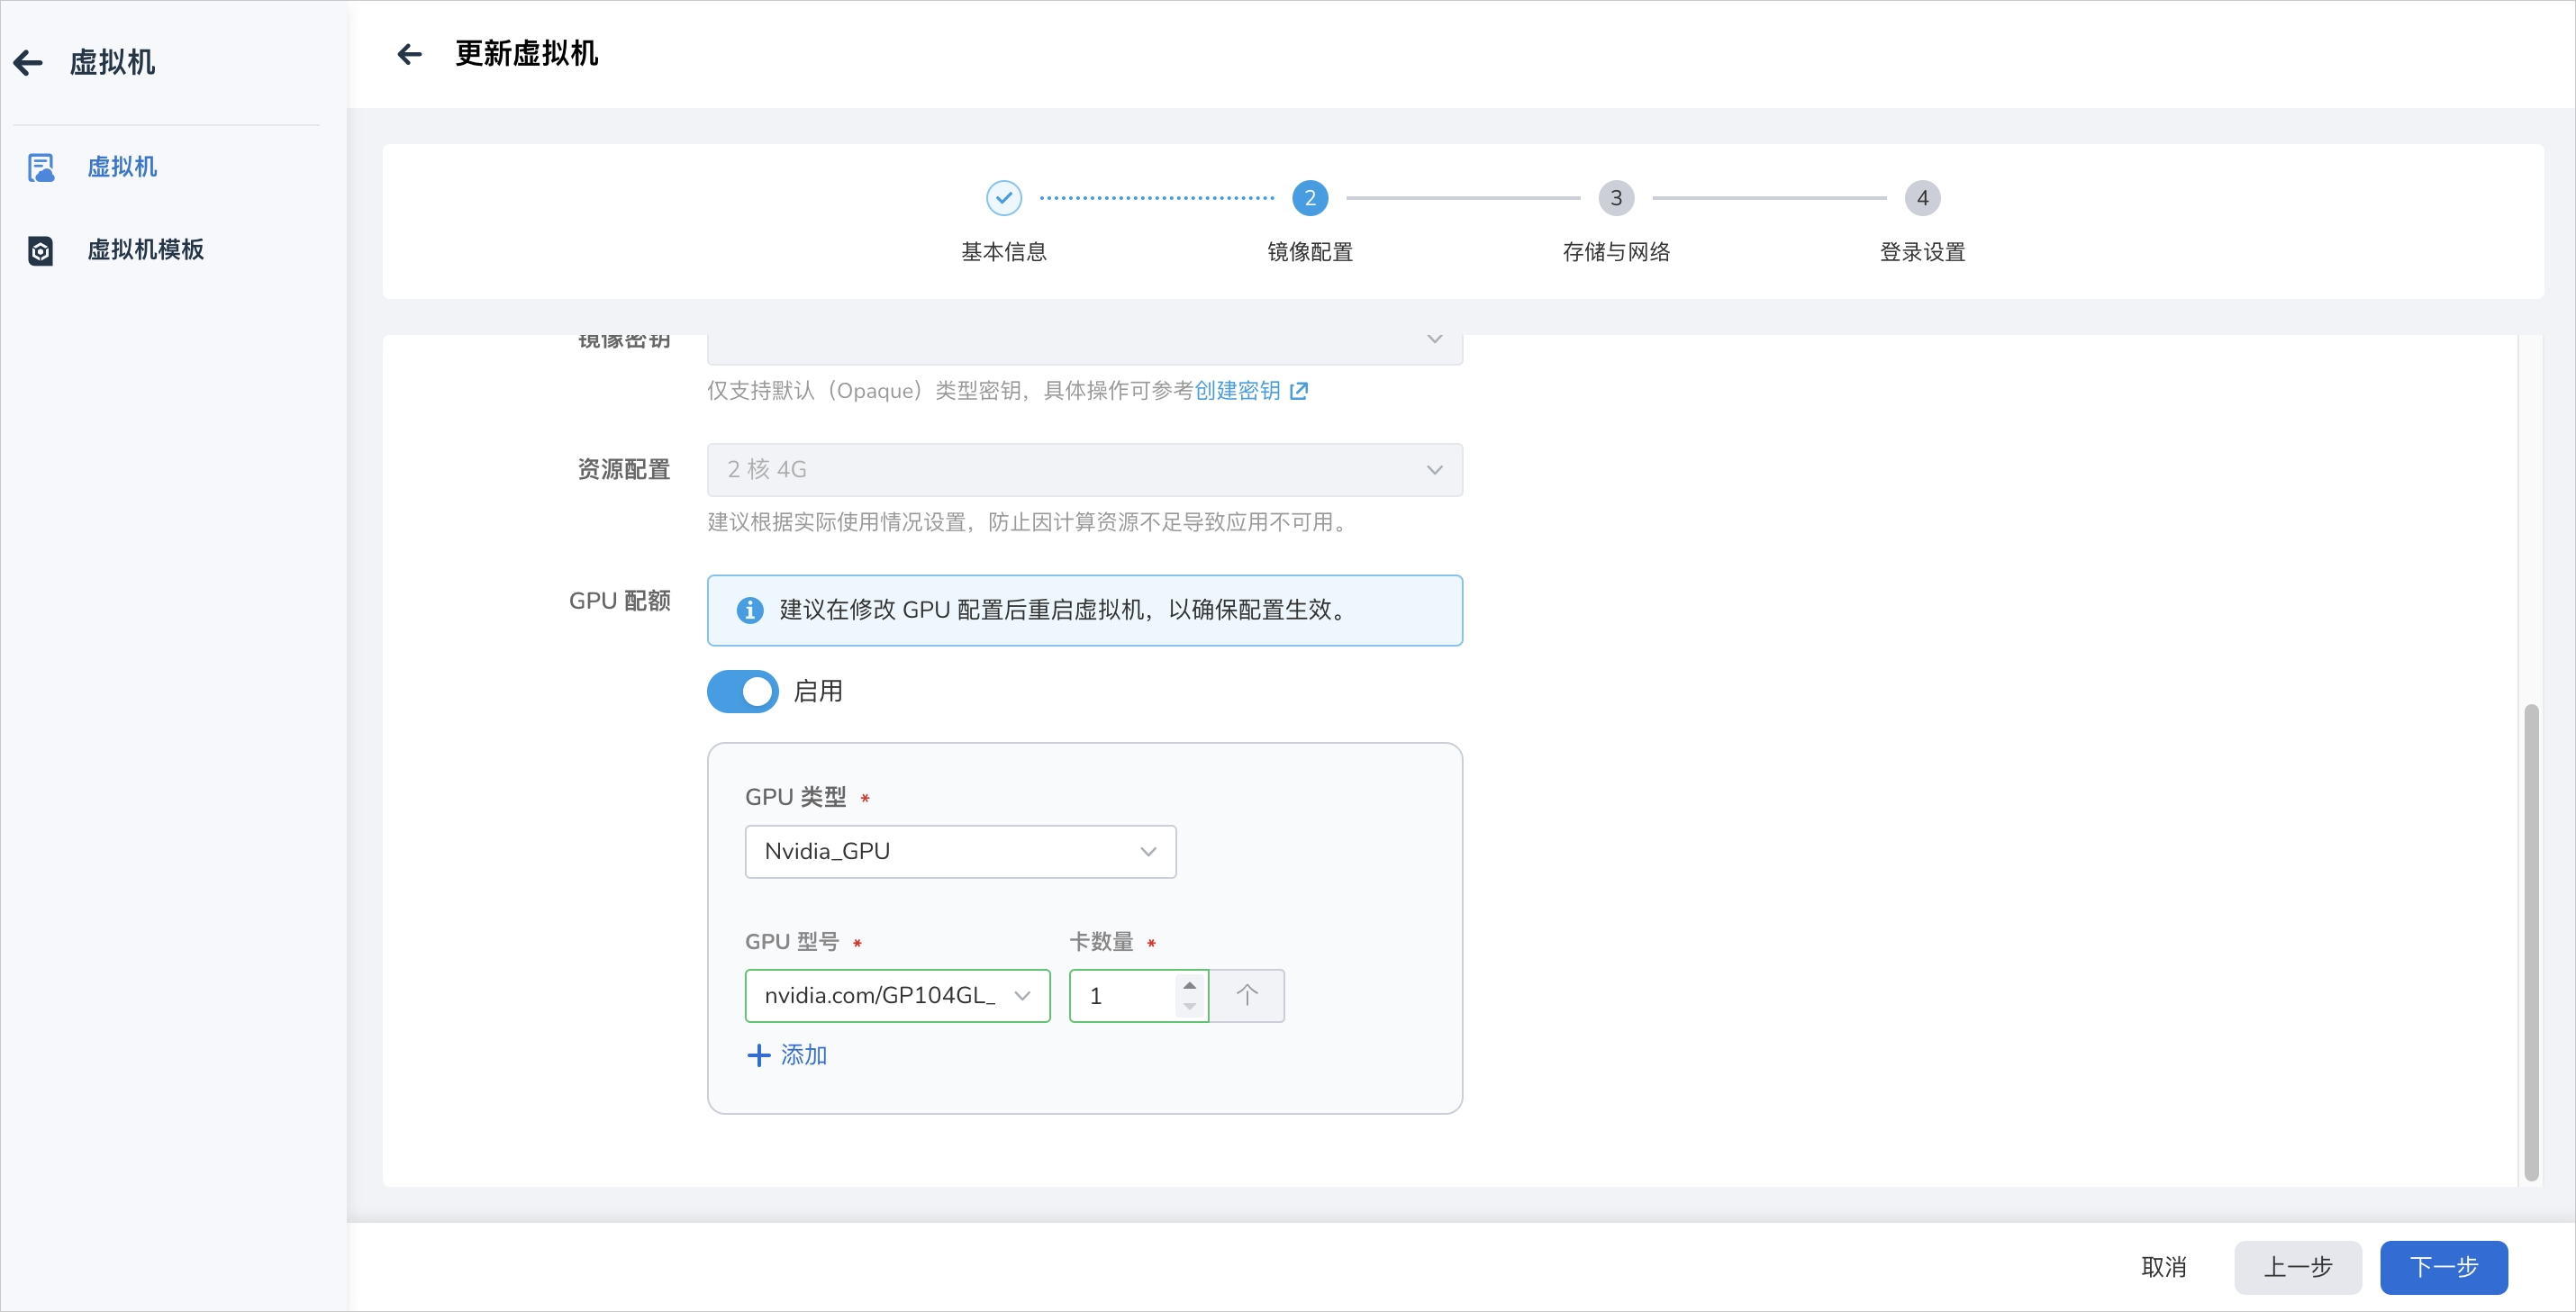 虚拟机
虚拟机
虚拟机模板
更新虚拟机
2
3
4
基本信息
镜像配置
存储与网络
登录设置
镜像密钥
仅支持默认（Opaque）类型密钥，具体操作可参考创建密钥
资源配置
2 核 4G
建议根据实际使用情况设置，防止因计算资源不足导致应用不可用。
GPU 配额
建议在修改 GPU 配置后重启虚拟机，以确保配置生效。
启用
GPU 类型 *
Nvidia_GPU
GPU 型号 *
卡数量 *
nvidia.com/GP104GL_
1
个
添加
取消
上一步
下一步